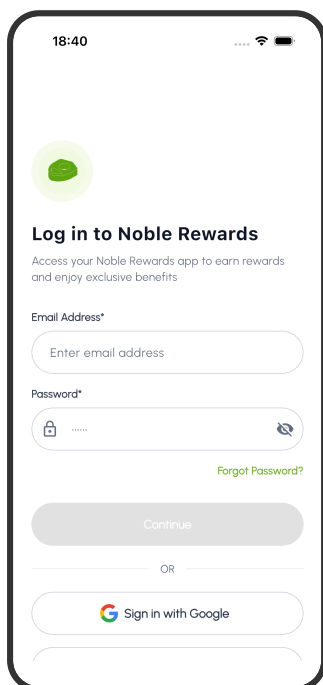 18:40
Log in to Noble Rewards
Access your Noble Rewards app to earn rewards
and enjoy exclusive benefits
Email Address*
Enter email address
Password*
······
Forgot Password?
Continue
OR
Sign in with Google